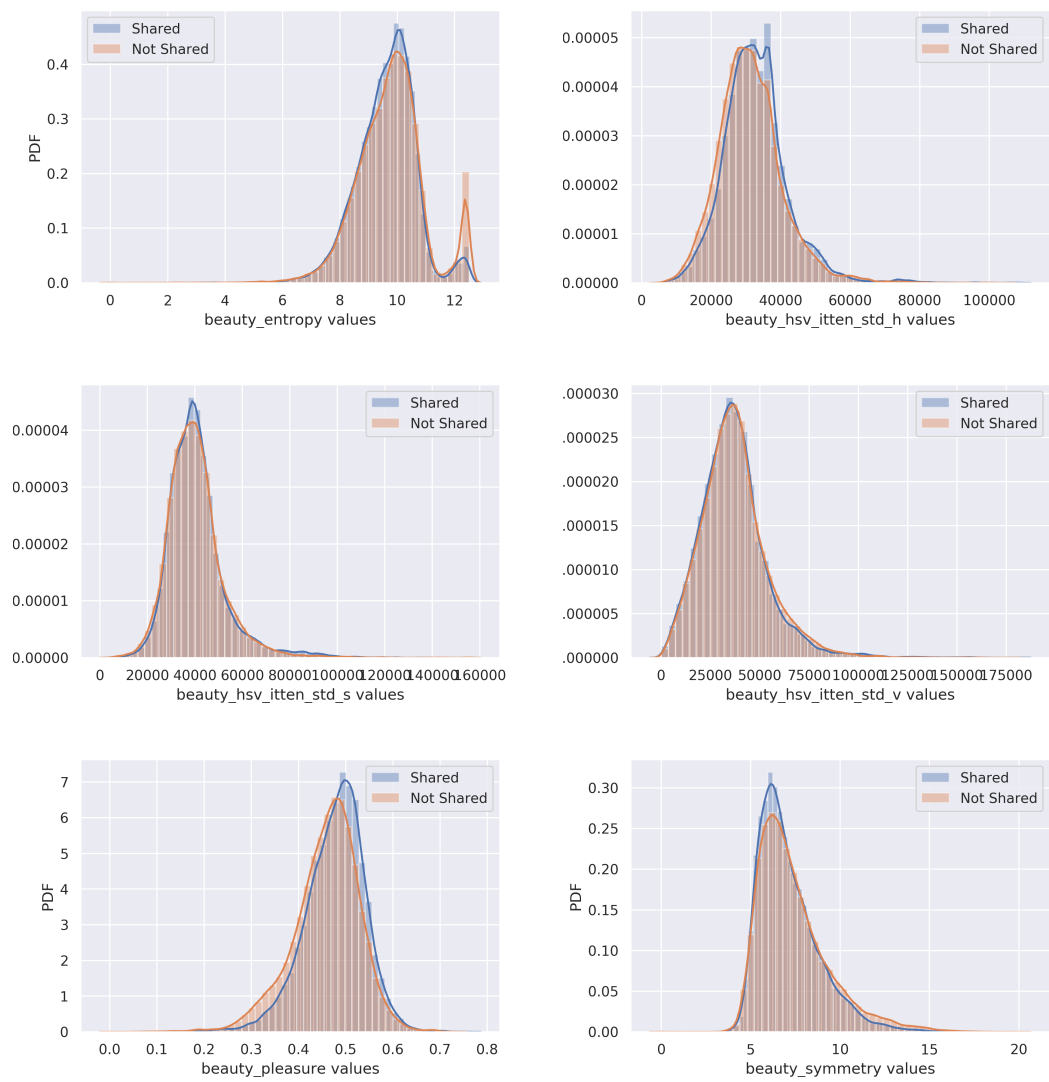 Shared
Not Shared
0.4
0.3
0.2
0.1
0.0
PDF
0 2 4 6 8 10 12
beauty_entropy values
Shared
Not Shared
0.00005
0.00004
0.00003
0.00002
0.00001
0.00000
0 20000 40000 60000 80000 100000
beauty_hsv_itten_std_h values
Shared
Not Shared
0.00004
0.00003
0.00002
0.00001
0.00000
0 20000 40000 60000 80000 100000 120000 140000 160000
beauty_hsv_itten_std_s values
Shared
Not Shared
.000030
.000025
.000020
.000015
.000010
.000005
.000000
0 25000 50000 75000 100000 125000 150000 175000
beauty_hsv_itten_std_v values
Shared
Not Shared
7
6
5
4
3
2
1
0
PDF
0.0 0.1 0.2 0.3 0.4 0.5 0.6 0.7 0.8
beauty_pleasure values
Shared
Not Shared
0.30
0.25
0.20
0.15
0.10
0.05
0.00
PDF
0 5 10 15 20
beauty_symmetry values